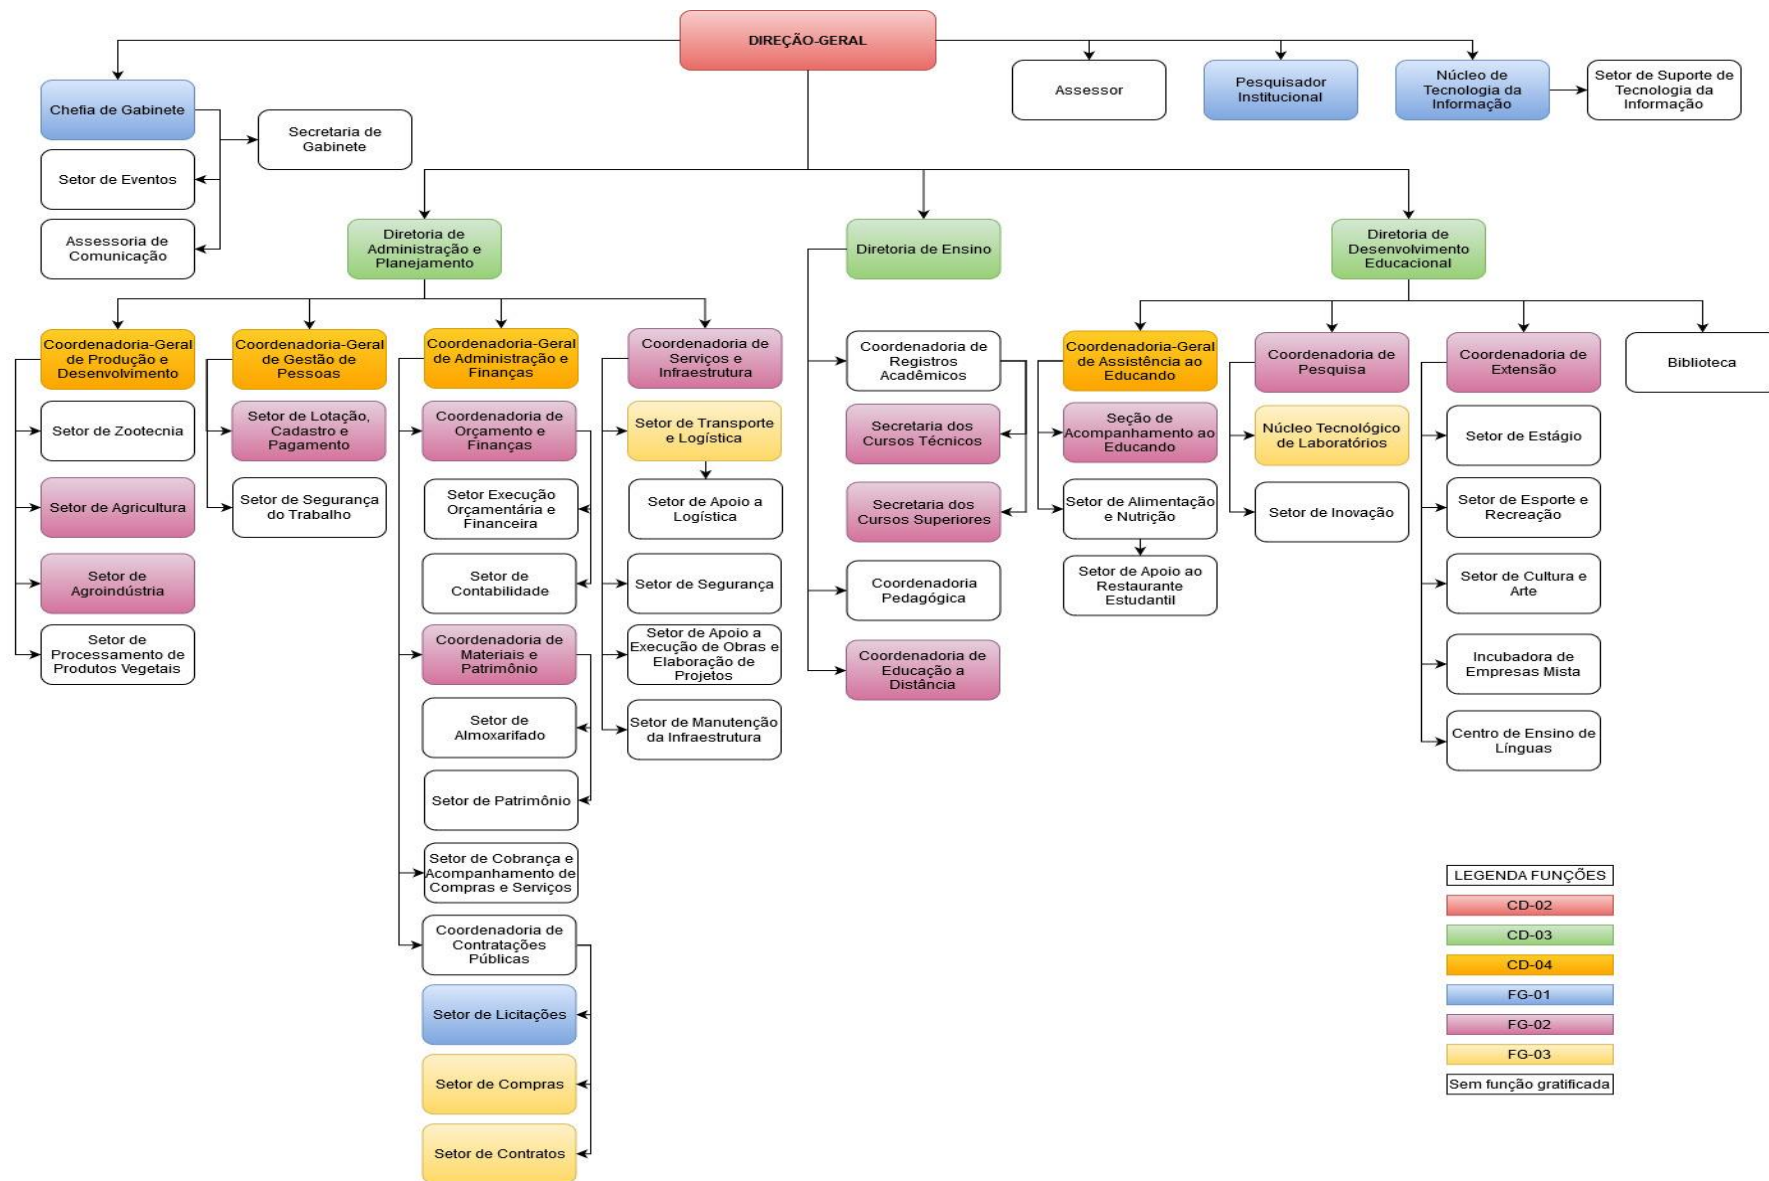 DIREÇÃO-GERAL
Chefia de Gabinete
Secretaria de
Gabinete
Setor de Eventos
Assessoria de
Comunicação
Assessor
Pesquisador
Institucional
Núcleo de
Tecnologia da
Informação
Setor de Suporte de
Tecnologia da
Informação
Diretoria de
Administração e
Planejamento
Diretoria de Ensino
Diretoria de
Desenvolvimento
Educacional
Coordenadoria-Geral
de Produção e
Desenvolvimento
Setor de Zootecnia
Setor de Agricultura
Setor de
Agroindústria
Setor de
Processamento de
Produtos Vegetais
Coordenadoria-Geral
de Gestão de
Pessoas
Setor de Lotação,
Cadastro e
Pagamento
Setor de Segurança
do Trabalho
Coordenadoria-Geral
de Administração e
Finanças
Coordenadoria de
Orçamento e
Finanças
Setor Execução
Orçamentária e
Financeira
Setor de
Contabilidade
Coordenadoria de
Materiais e
Patrimônio
Setor de
Almoxarifado
Setor de Patrimônio
Setor de Cobrança e
Acompanhamento de
Compras e Serviços
Coordenadoria de
Contratações
Públicas
Setor de Licitações
Setor de Compras
Setor de Contratos
Coordenadoria de
Serviços e
Infraestrutura
Setor de Transporte
e Logística
Setor de Apoio a
Logística
Setor de Segurança
Setor de Apoio a
Execução de Obras e
Elaboração de
Projetos
Setor de Manutenção
da Infraestrutura
Coordenadoria de
Registros
Acadêmicos
Secretaria dos
Cursos Técnicos
Secretaria dos
Cursos Superiores
Coordenadoria
Pedagógica
Coordenadoria de
Educação a
Distância
Coordenadoria-Geral
de Assistência ao
Educando
Seção de
Acompanhamento ao
Educando
Setor de Alimentação
e Nutrição
Setor de Apoio ao
Restaurante
Estudantil
Coordenadoria de
Pesquisa
Núcleo Tecnológico
de Laboratórios
Setor de Inovação
Coordenadoria de
Extensão
Setor de Estágio
Setor de Esporte e
Recreação
Setor de Cultura e
Arte
Incubadora de
Empresas Mista
Centro de Ensino de
Línguas
Biblioteca
LEGENDA FUNÇÕES
CD-02
CD-03
CD-04
FG-01
FG-02
FG-03
Sem função gratificada